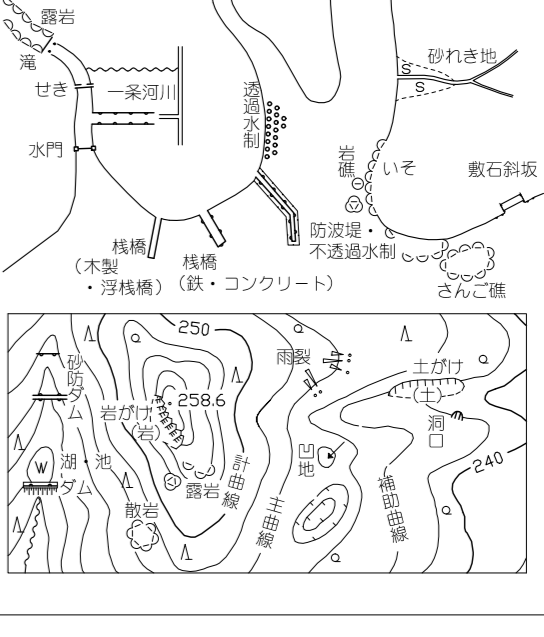 露岩
滝
せき
一条河川
水門
透過水制
砂れき地
S
S
岩礁
いそ
敷石斜坂
桟橋
(木製
・浮桟橋)
桟橋
(鉄・コンクリート)
防波堤・
不透過水制
さんご礁
250
砂防ダム
雨裂
土がけ
(土)
258.6
岩がけ
(岩)
洞口
凹地
240
W
湖・池
ダム
計曲線
露岩
主曲線
補助曲線
散岩